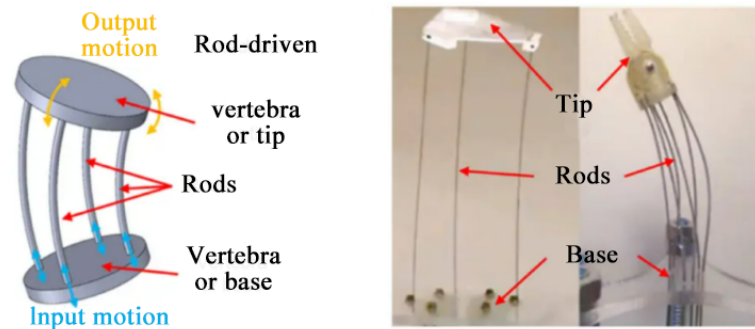 Output
motion
Rod-driven
vertebra
or tip
Rods
Vertebra
or base
Input motion
Tip
Rods
Base